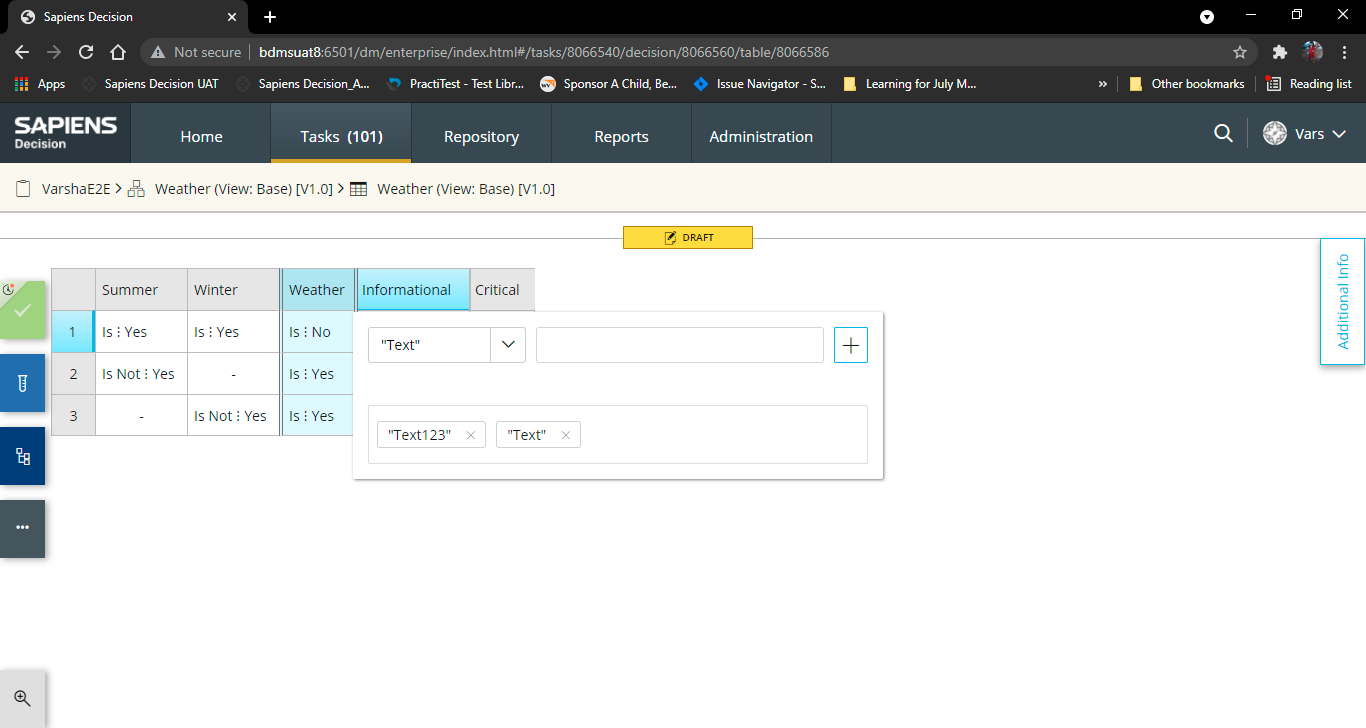 Sapiens Decision
Not secure bdmsuat8:6501/dm/enterprise/index.html#/tasks/8066540/decision/8066560/table/8066586
Apps Sapiens Decision UAT Sapiens Decision_A... PractiTest - Test Libr... Sponsor A Child, Be... Issue Navigator - S... Learning for July M... » Other bookmarks Reading list
SAPIENS
Decision
Home Tasks (101) Repository Reports Administration Vars
VarshaE2E > Weather (View: Base) [V1.0] > Weather (View: Base) [V1.0]
DRAFT
Additional Info
Summer Winter Weather Informational Critical
1 Is ⋮ Yes Is ⋮ Yes Is ⋮ No
2 Is Not ⋮ Yes - Is ⋮ Yes
3 - Is Not ⋮ Yes Is ⋮ Yes
"Text"
"Text123" × "Text" ×